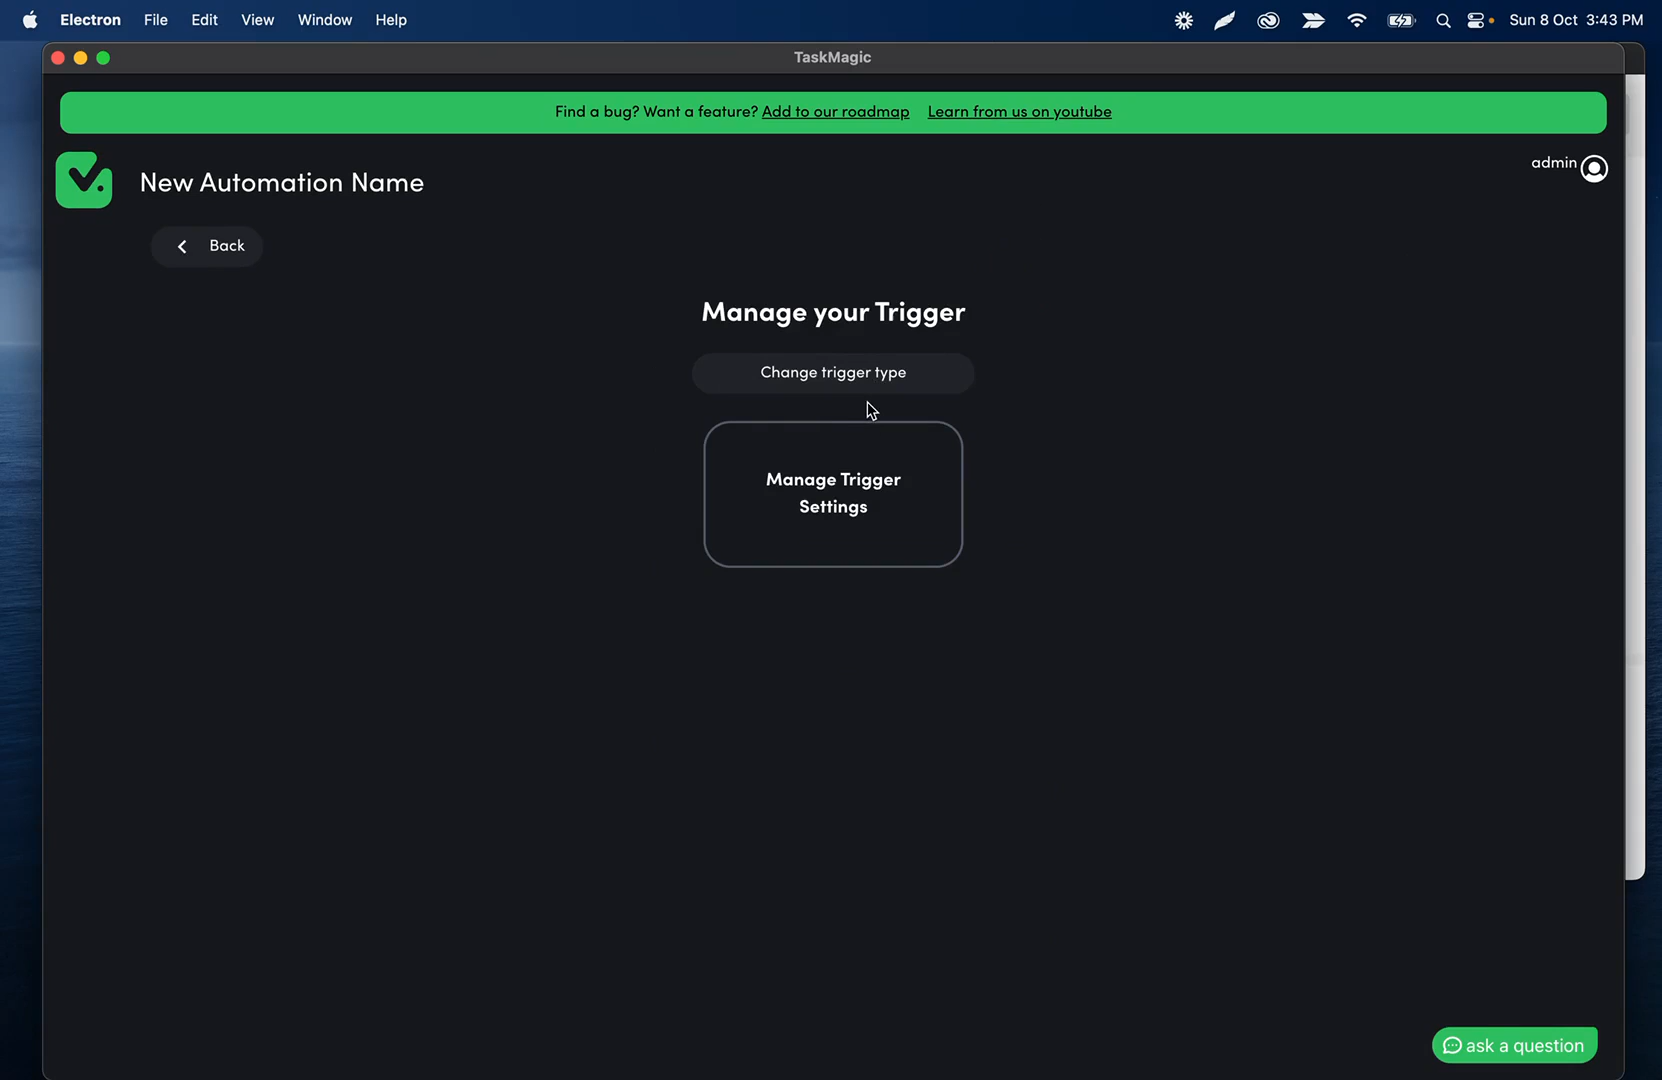 Electron File Edit View Window Help Sun 8 Oct 3:43 PM
TaskMagic
Find a bug? Want a feature? Add to our roadmap Learn from us on youtube
New Automation Name
admin
Back
Manage your Trigger
Change trigger type
Manage Trigger
Settings
ask a question